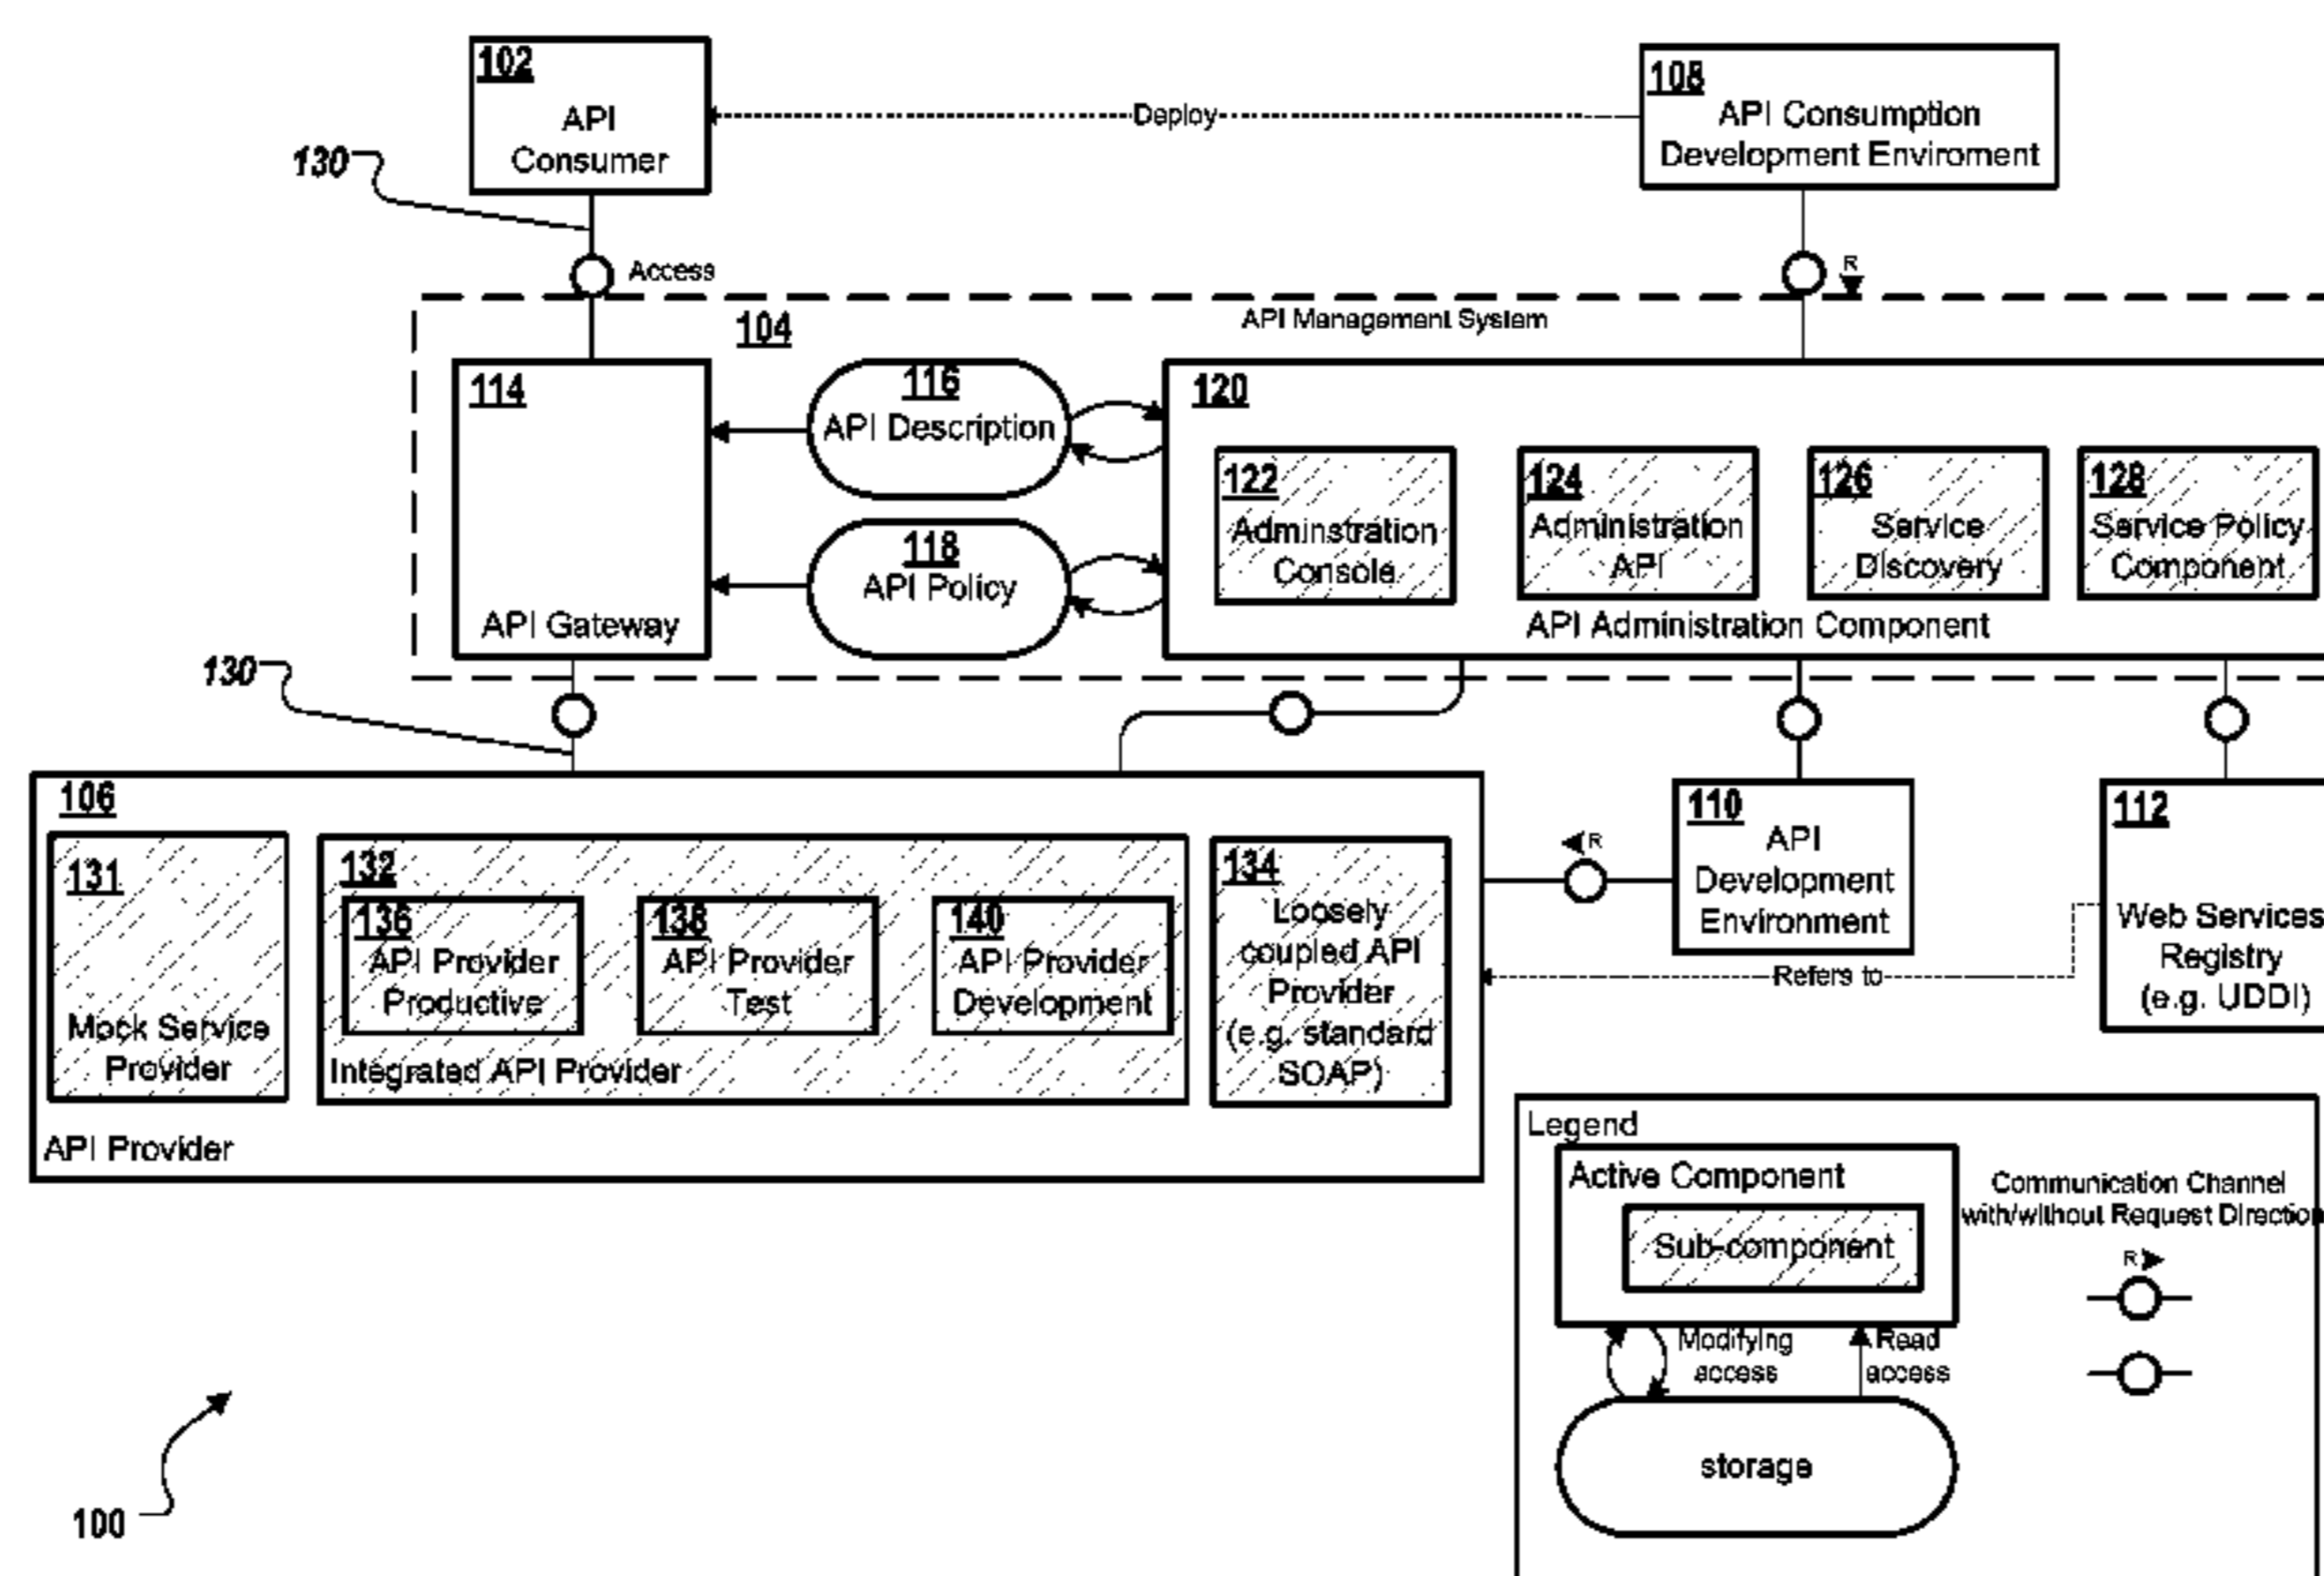 102
API
Consumer
Deploy
108
API Consumption
Development Enviroment
130
Access
R
104
API Management System
114
API Gateway
116
API Description
118
API Policy
120
122
Adminstration
Console
124
Administration
API
126
Service
Discovery
128
Service Policy
Component
API Administration Component
130
106
131
Mock Service
Provider
132
136
API Provider
Productive
138
API Provider
Test
140
API Provider
Development
Integrated API Provider
134
Loosely
coupled API
Provider
(e.g. standard
SOAP)
API Provider
R
110
API
Development
Environment
Refers to
112
Web Services
Registry
(e.g. UDDI)
Legend
Active Component
Sub-component
Modifying
access
Read
access
storage
Communication Channel
with/without Request Direction
R
100